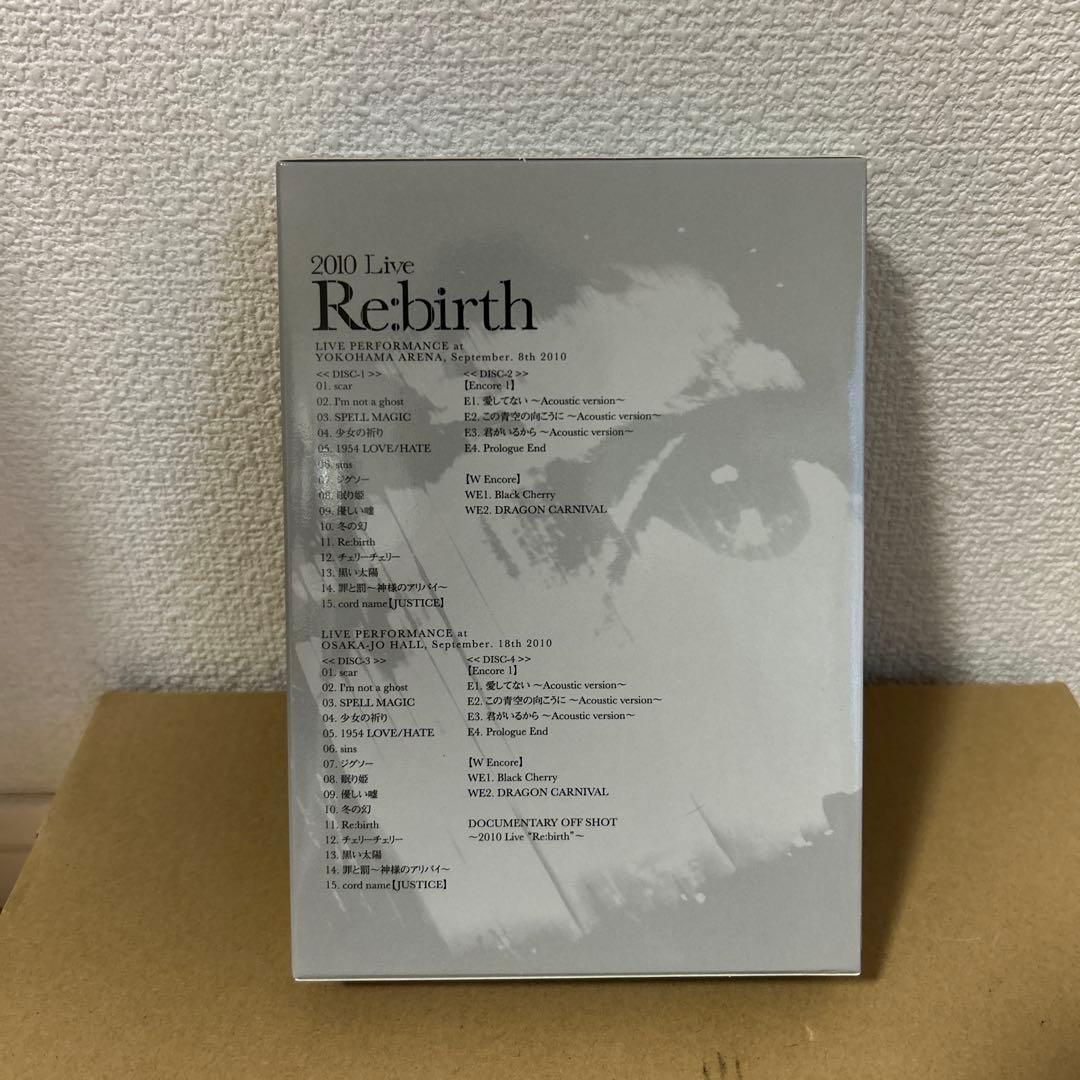 2010 Live
Re:birth
LIVE PERFORMANCE at
YOKOHAMA ARENA, September. 8th 2010
<< DISC-1 >>
01. scar
02. I'm not a ghost
03. SPELL MAGIC
04. 少女の祈り
05. 1954 LOVE/HATE
06. sins
07. ジグソー
08. 眠り姫
09. 優しい嘘
10. 冬の幻
11. Re:birth
12. チェリーチェリー
13. 黒い太陽
14. 罪と罰～神様のアリバイ～
15. cord name【JUSTICE】
<< DISC-2 >>
【Encore 1】
E1. 愛してない ～Acoustic version～
E2. この青空の向こうに ～Acoustic version～
E3. 君がいるから ～Acoustic version～
E4. Prologue End
【W Encore】
WE1. Black Cherry
WE2. DRAGON CARNIVAL
LIVE PERFORMANCE at
OSAKA-JO HALL, September. 18th 2010
<< DISC-3 >>
01. scar
02. I'm not a ghost
03. SPELL MAGIC
04. 少女の祈り
05. 1954 LOVE/HATE
06. sins
07. ジグソー
08. 眠り姫
09. 優しい嘘
10. 冬の幻
11. Re:birth
12. チェリーチェリー
13. 黒い太陽
14. 罪と罰～神様のアリバイ～
15. cord name【JUSTICE】
<< DISC-4 >>
【Encore 1】
E1. 愛してない ～Acoustic version～
E2. この青空の向こうに ～Acoustic version～
E3. 君がいるから ～Acoustic version～
E4. Prologue End
【W Encore】
WE1. Black Cherry
WE2. DRAGON CARNIVAL
DOCUMENTARY OFF SHOT
～2010 Live “Re:birth”～